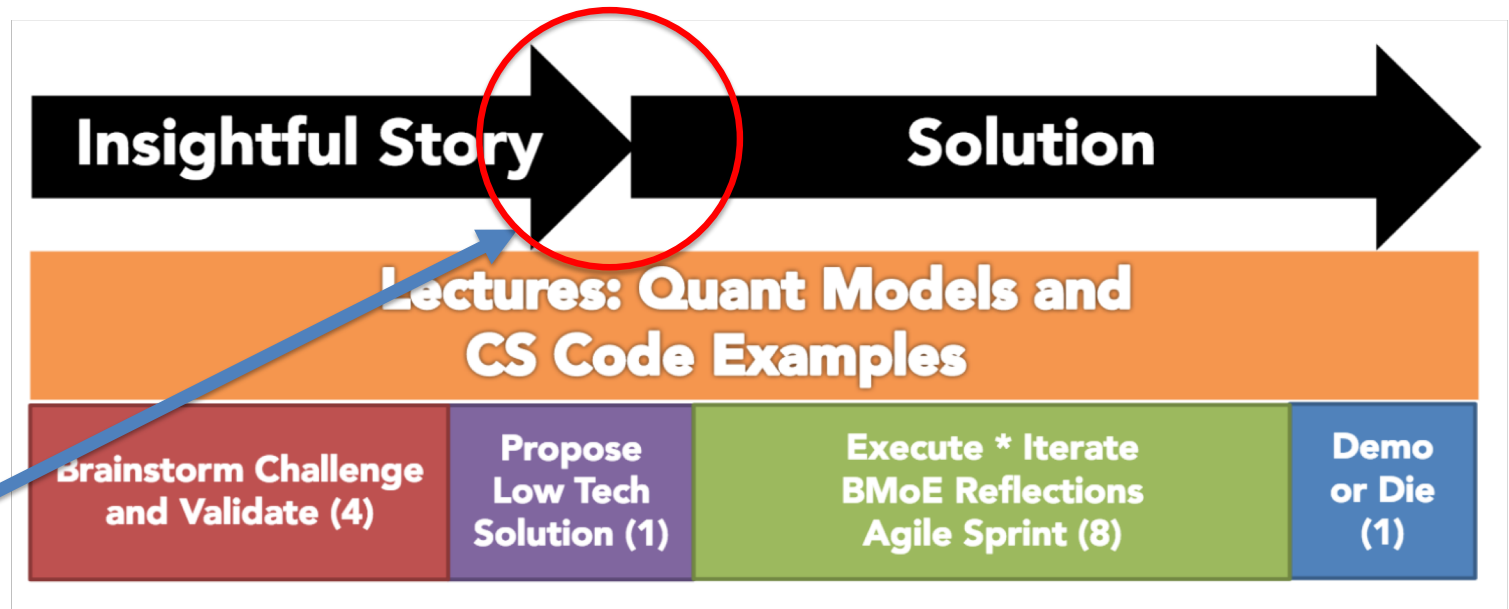 Insightful Story
Solution
Lectures: Quant Models and
CS Code Examples
Brainstorm Challenge
and Validate (4)
Propose
Low Tech
Solution (1)
Execute * Iterate
BMoE Reflections
Agile Sprint (8)
Demo
or Die
(1)